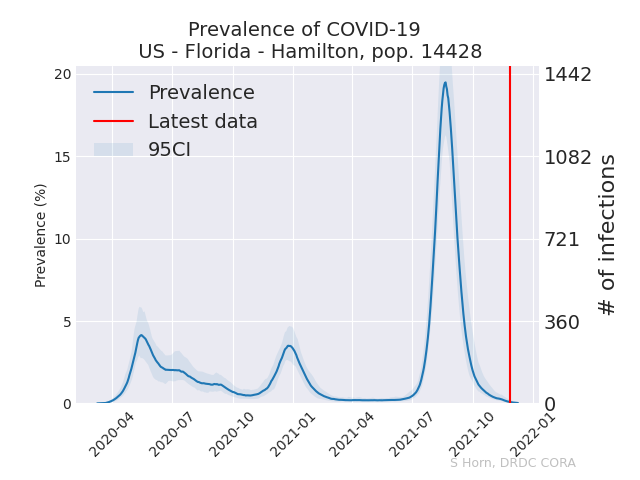 Prevalence of COVID-19
US - Florida - Hamilton, pop. 14428
Prevalence
Latest data
95CI
Prevalence (%)
20
15
10
5
0
1442
1082
721
360
0
# of infections
2020-04
2020-07
2020-10
2021-01
2021-04
2021-07
2021-10
2022-01
S Horn, DRDC CORA